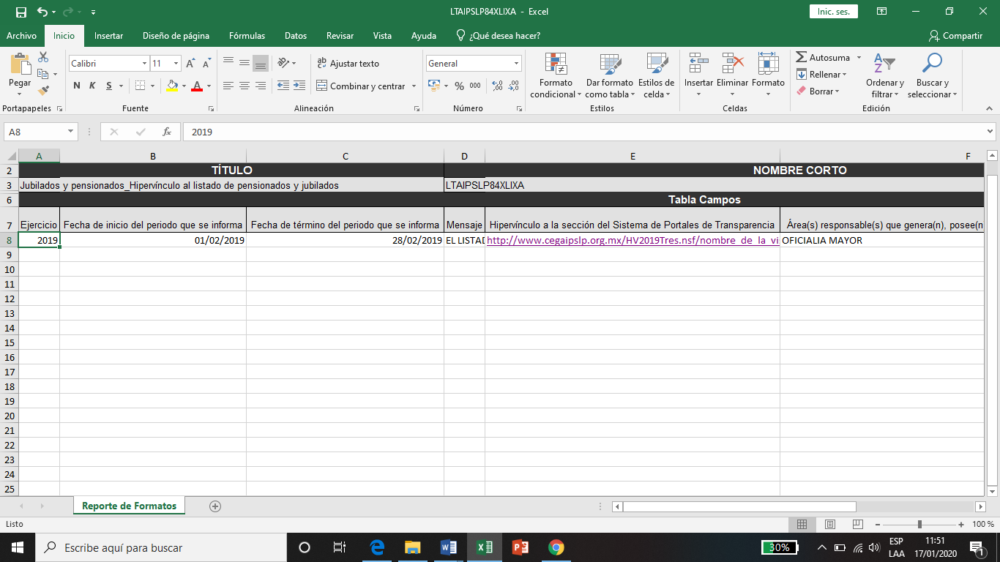 LTAIPSLP84XLIXA - Excel
Inic. ses.
Archivo Inicio Insertar Diseño de página Fórmulas Datos Revisar Vista Ayuda ¿Qué desea hacer? Compartir
Pegar
Calibri 11
N K S
Ajustar texto
Combinar y centrar
General
% 000
Formato condicional
Dar formato como tabla
Estilos de celda
Insertar Eliminar Formato
Autosuma
Rellenar
Borrar
Ordenar y filtrar
Buscar y seleccionar
Portapapeles Fuente Alineación Número Estilos Celdas Edición
A8 fx 2019
A B C D E F
2 TÍTULO NOMBRE CORTO
3 Jubilados y pensionados_Hipervínculo al listado de pensionados y jubilados LTAIPSLP84XLIXA
6 Tabla Campos
7 Ejercicio Fecha de inicio del periodo que se informa Fecha de término del periodo que se informa Mensaje Hipervínculo a la sección del Sistema de Portales de Transparencia Área(s) responsable(s) que genera(n), posee(n
8 2019 01/02/2019 28/02/2019 EL LISTAD http://www.cegaipslp.org.mx/HV2019Tres.nsf/nombre_de_la_vi OFICIALIA MAYOR
9
10
11
12
13
14
15
16
17
18
19
20
21
22
23
24
25
Reporte de Formatos
Listo 100 %
Escribe aquí para buscar
30%
ESP
LAA
11:51
17/01/2020
1